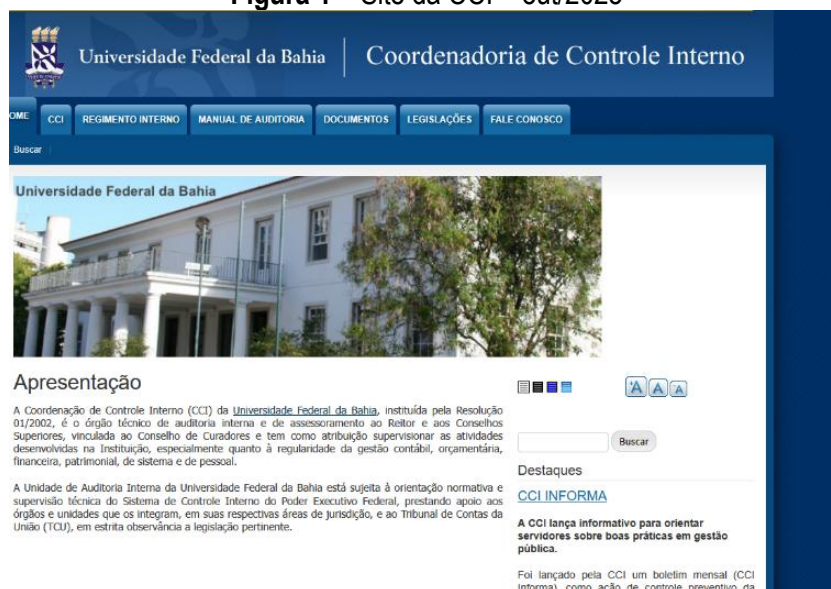 Universidade Federal da Bahia
Coordenadoria de Controle Interno
OME
CCI
REGIMENTO INTERNO
MANUAL DE AUDITORIA
DOCUMENTOS
LEGISLAÇÕES
FALE CONOSCO
Buscar
Universidade Federal da Bahia
Apresentação
A Coordenação de Controle Interno (CCI) da Universidade Federal da Bahia, instituída pela Resolução
01/2002, é o órgão técnico de auditoria interna e de assessoramento ao Reitor e aos Conselhos
Superiores, vinculada ao Conselho de Curadores e tem como atribuição supervisionar as atividades
desenvolvidas na Instituição, especialmente quanto à regularidade da gestão contábil, orçamentária,
financeira, patrimonial, de sistema e de pessoal.
A Unidade de Auditoria Interna da Universidade Federal da Bahia está sujeita à orientação normativa e
supervisão técnica do Sistema de Controle Interno do Poder Executivo Federal, prestando apoio aos
órgãos e unidades que os integram, em suas respectivas áreas de jurisdição, e ao Tribunal de Contas da
União (TCU), em estrita observância a legislação pertinente.
A A A
Buscar
Destaques
CCI INFORMA
A CCI lança informativo para orientar
servidores sobre boas práticas em gestão
pública.
Foi lançado pela CCI um boletim mensal (CCI
Informa), como ação de controle preventivo da